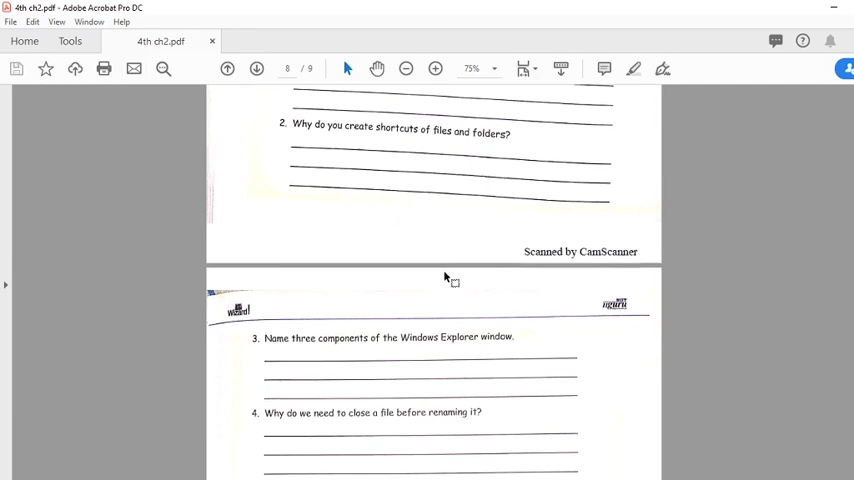 4th ch2.pdf - Adobe Acrobat Pro DC
File Edit View Window Help
Home Tools 4th ch2.pdf ×
8 / 9 75%
2. Why do you create shortcuts of files and folders?
Scanned by CamScanner
Wizard!
nguru
3. Name three components of the Windows Explorer window.
4. Why do we need to close a file before renaming it?